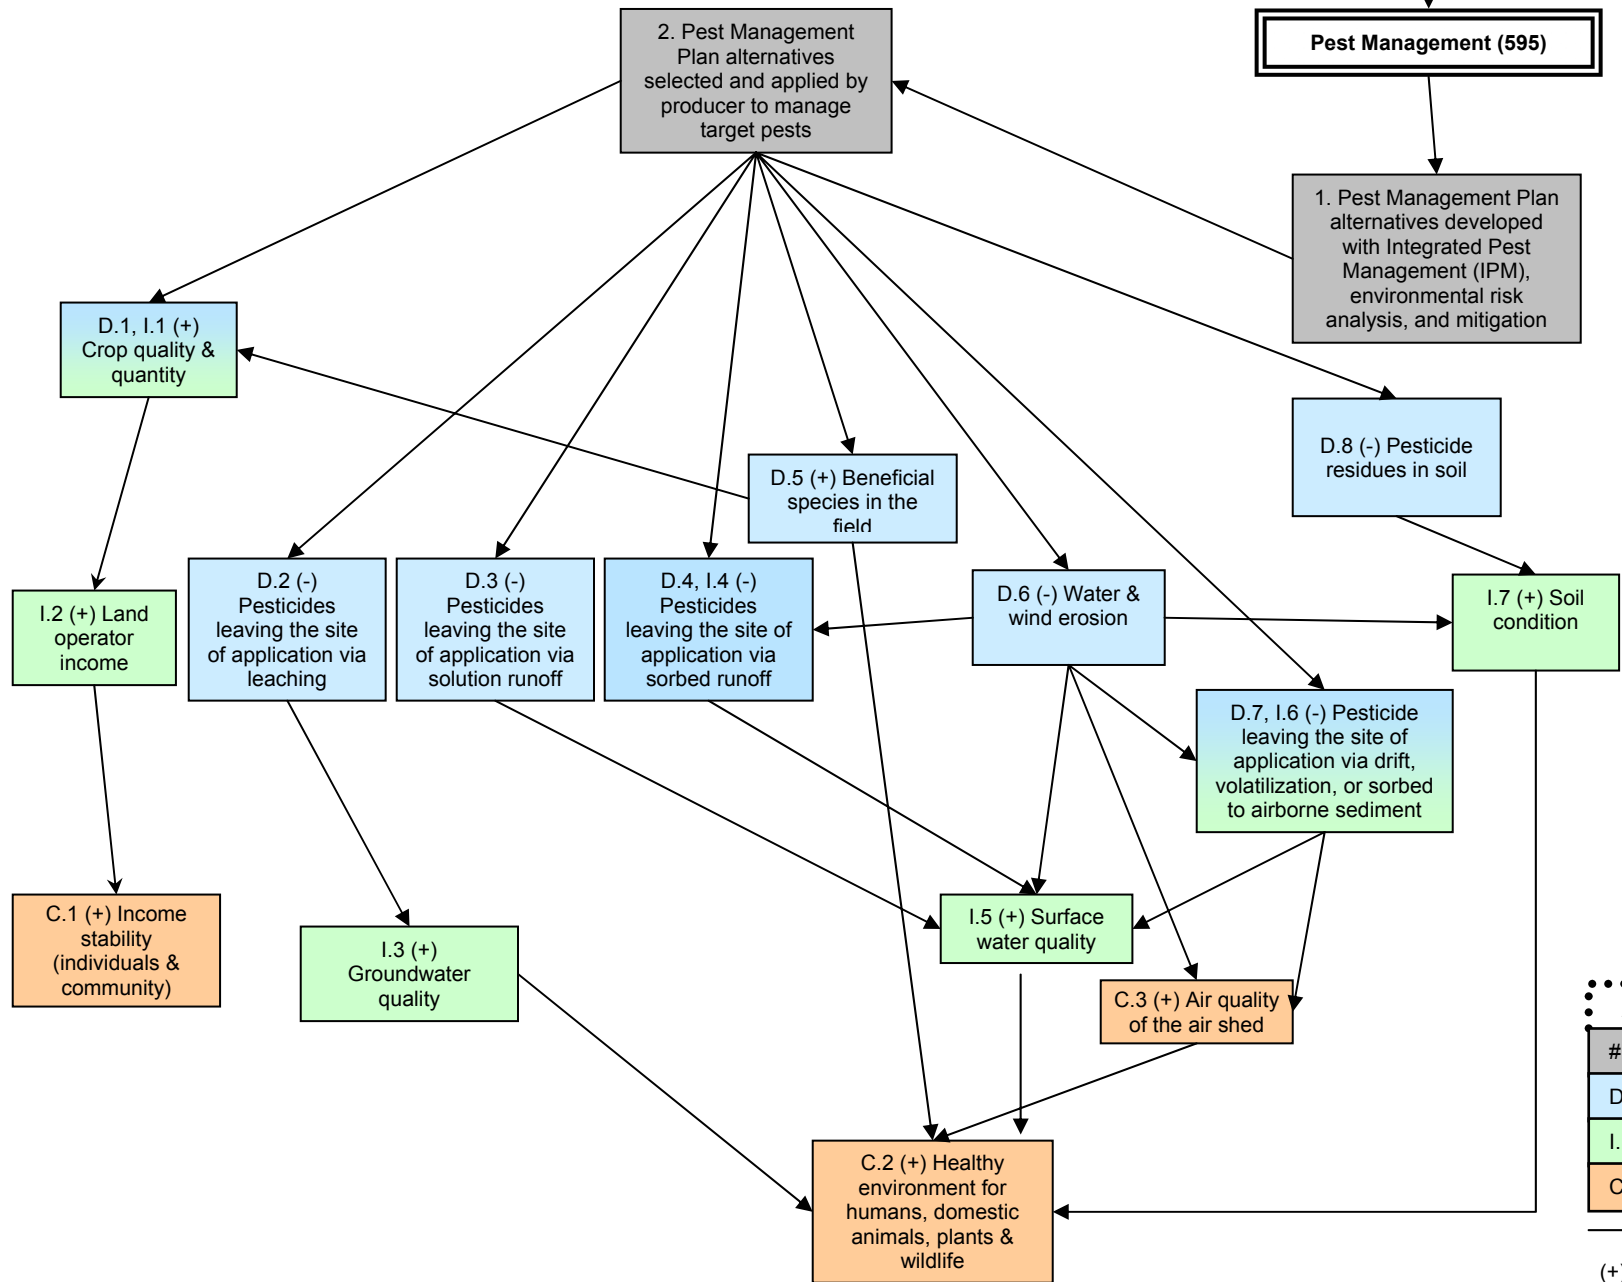 2. Pest Management
Plan alternatives
selected and applied by
producer to manage
target pests
Pest Management (595)
1. Pest Management Plan
alternatives developed
with Integrated Pest
Management (IPM),
environmental risk
analysis, and mitigation
D.1, I.1 (+)
Crop quality &
quantity
D.8 (-) Pesticide
residues in soil
D.5 (+) Beneficial
species in the
field
I.2 (+) Land
operator
income
D.2 (-)
Pesticides
leaving the site
of application via
leaching
D.3 (-)
Pesticides
leaving the site
of application via
solution runoff
D.4, I.4 (-)
Pesticides
leaving the site of
application via
sorbed runoff
D.6 (-) Water &
wind erosion
I.7 (+) Soil
condition
D.7, I.6 (-) Pesticide
leaving the site of
application via drift,
volatilization, or sorbed
to airborne sediment
C.1 (+) Income
stability
(individuals &
community)
I.3 (+)
Groundwater
quality
I.5 (+) Surface
water quality
C.3 (+) Air quality
of the air shed
C.2 (+) Healthy
environment for
humans, domestic
animals, plants &
wildlife
#
D
I.
C
(+)